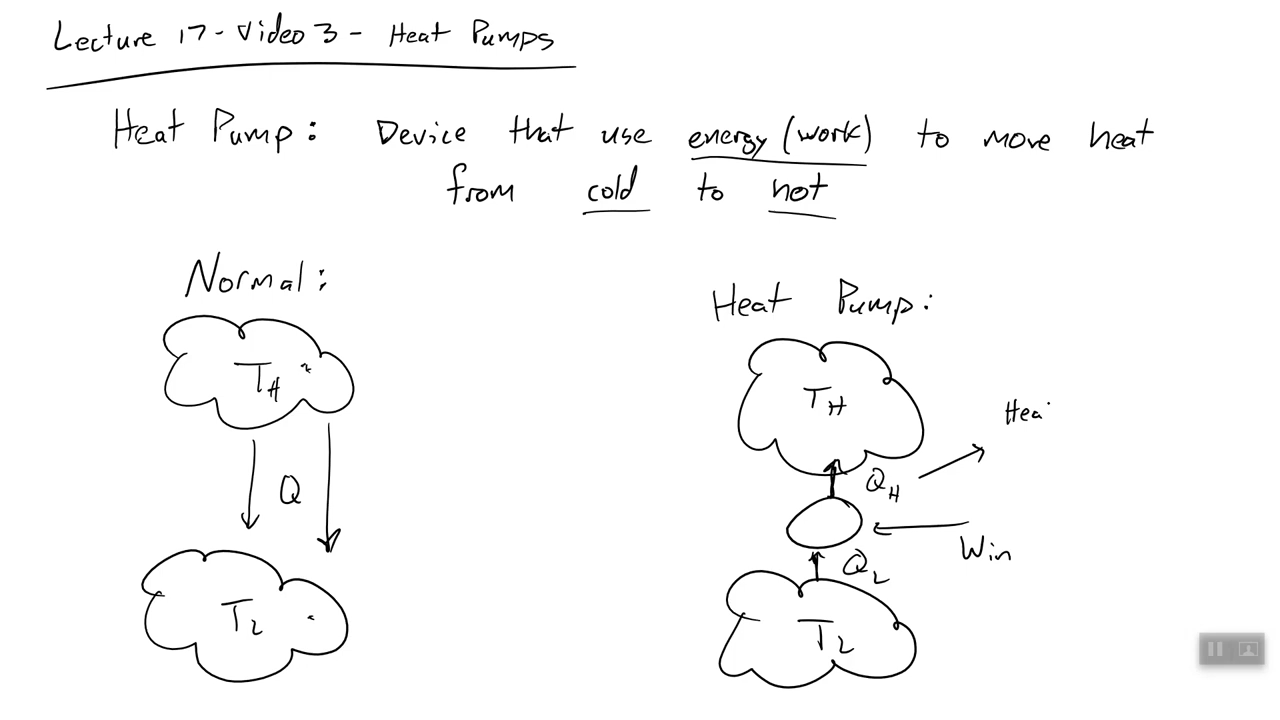 Lecture 17 - Video 3 - Heat Pumps
Heat Pump: Device that use energy (work) to move heat
from cold to hot
Normal:
Heat Pump:
TH
TH
Hea
Q
QH
Win
QL
TL
TL